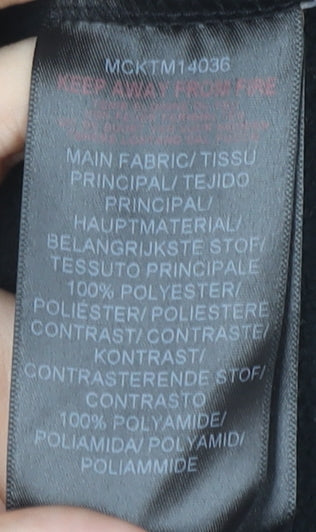 MCKTM14036
KEEP AWAY FROM FIRE
MAIN FABRIC/ TISSU
PRINCIPAL/ TEJIDO
PRINCIPAL/
HAUPTMATERIAL/
BELANGRIJKSTE STOF/
TESSUTO PRINCIPALE
100% POLYESTER/
POLIÉSTER/ POLIESTERE
CONTRAST/ CONTRASTE/
KONTRAST/
CONTRASTERENDE STOF/
CONTRASTO
100% POLYAMIDE/
POLIAMIDA/ POLYAMID/
POLIAMMIDE